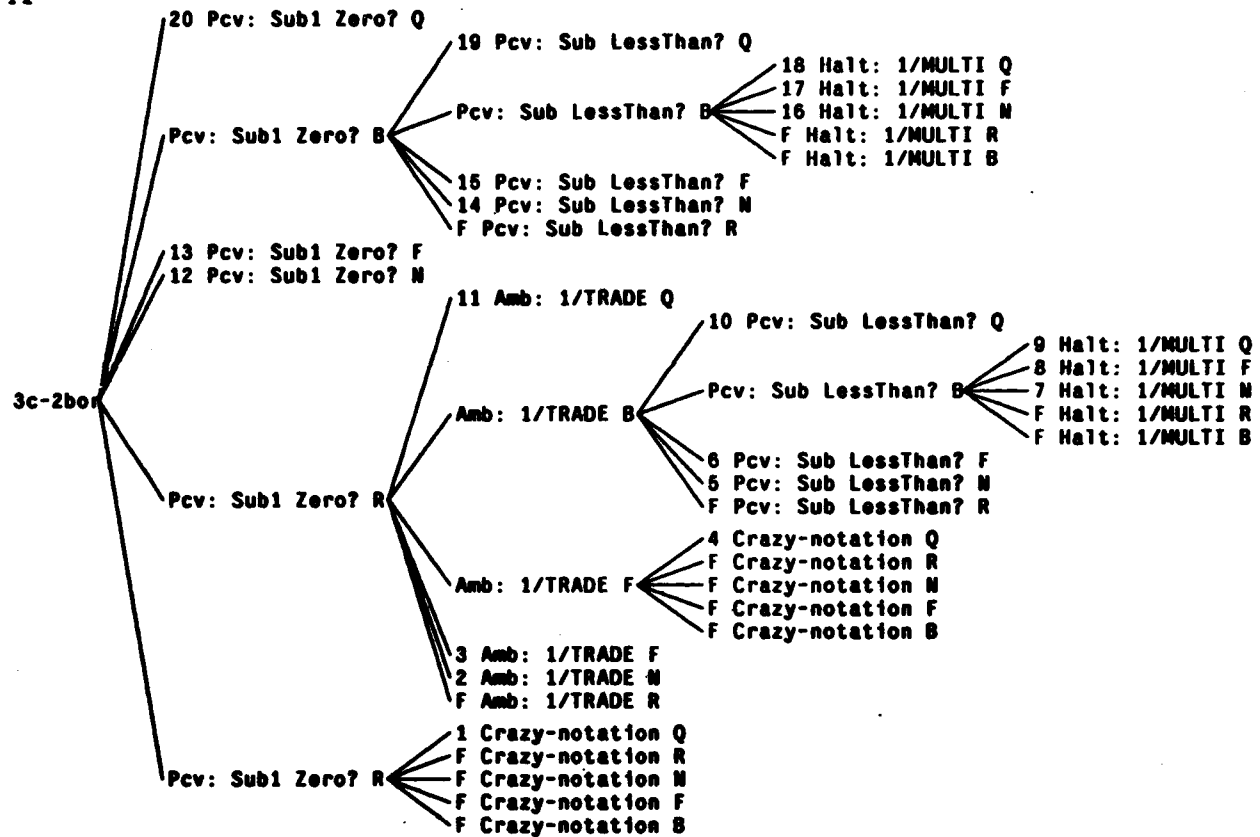 20 Pcv: Sub1 Zero? Q
19 Pcv: Sub LessThan? Q
18 Halt: 1/MULTI Q
17 Halt: 1/MULTI F
Pcv: Sub LessThan? B
16 Halt: 1/MULTI N
Pcv: Sub1 Zero? B
F Halt: 1/MULTI R
F Halt: 1/MULTI B
15 Pcv: Sub LessThan? F
14 Pcv: Sub LessThan? N
F Pcv: Sub LessThan? R
13 Pcv: Sub1 Zero? F
12 Pcv: Sub1 Zero? N
11 Amb: 1/TRADE Q
10 Pcv: Sub LessThan? Q
9 Halt: 1/MULTI Q
8 Halt: 1/MULTI F
Pcv: Sub LessThan? B
7 Halt: 1/MULTI N
3c-2bor
Amb: 1/TRADE B
F Halt: 1/MULTI R
F Halt: 1/MULTI B
6 Pcv: Sub LessThan? F
5 Pcv: Sub LessThan? N
Pcv: Sub1 Zero? R
F Pcv: Sub LessThan? R
4 Crazy-notation Q
F Crazy-notation R
Amb: 1/TRADE F
F Crazy-notation N
F Crazy-notation F
F Crazy-notation B
3 Amb: 1/TRADE F
2 Amb: 1/TRADE N
F Amb: 1/TRADE R
1 Crazy-notation Q
F Crazy-notation R
Pcv: Sub1 Zero? R
F Crazy-notation N
F Crazy-notation F
F Crazy-notation B